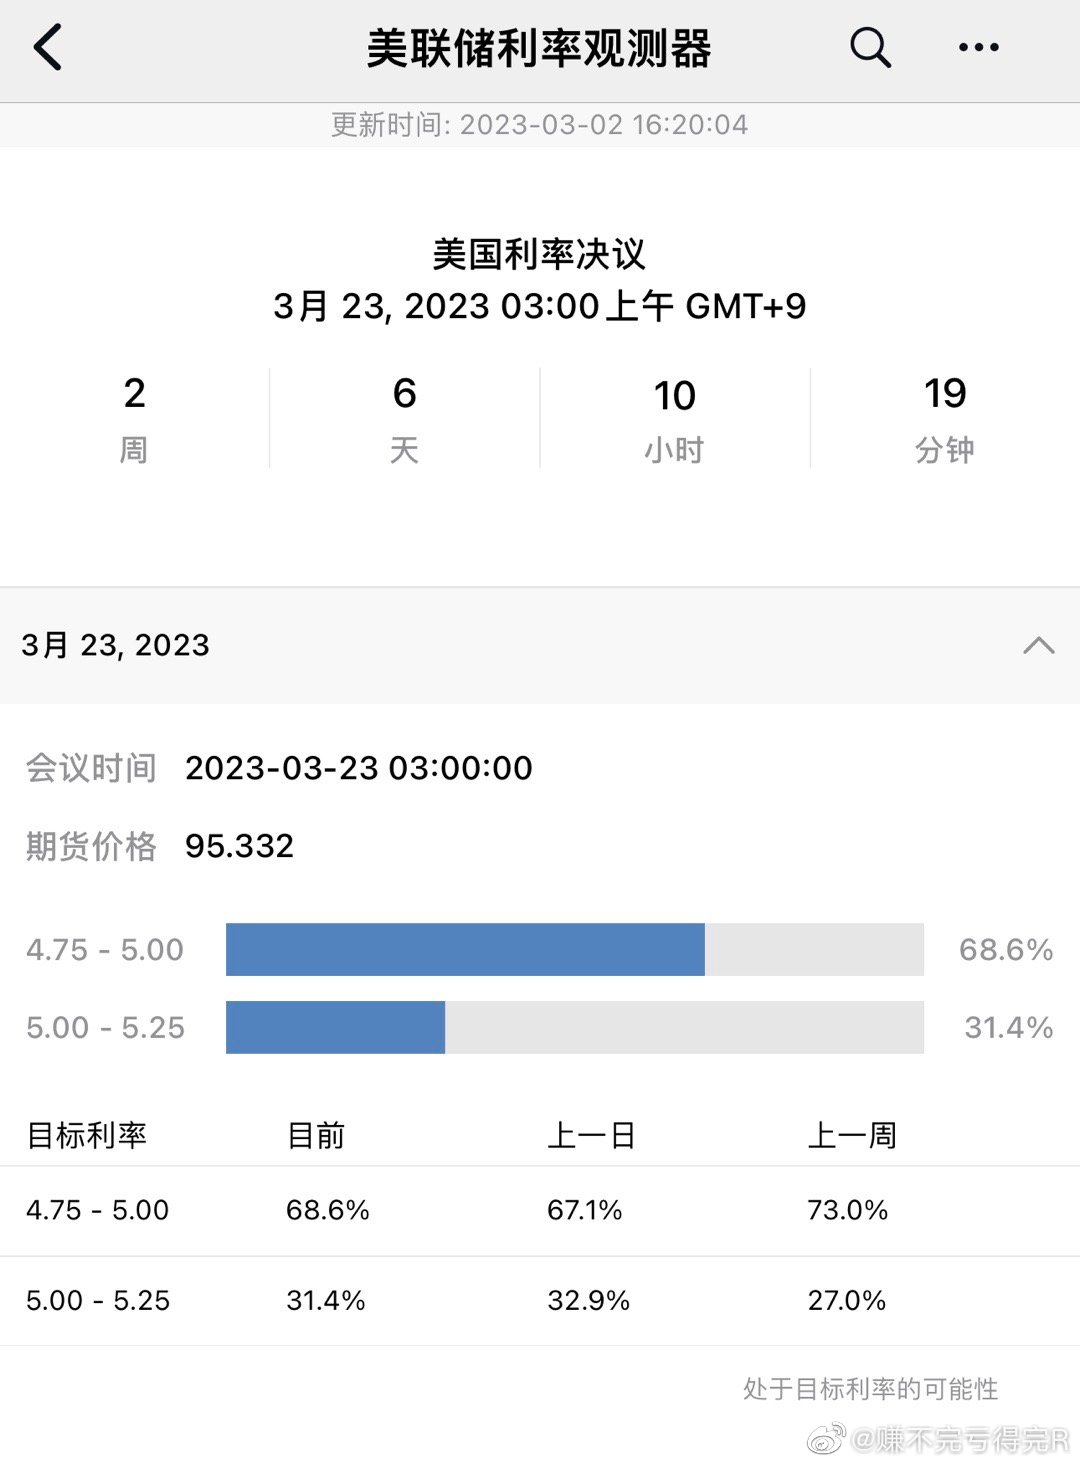 美联储利率观测器
更新时间: 2023-03-02 16:20:04
美国利率决议
3月 23, 2023 03:00上午 GMT+9
2 6 10 19
周 天 小时 分钟
3月 23, 2023
会议时间 2023-03-23 03:00:00
期货价格 95.332
4.75 - 5.00 68.6%
5.00 - 5.25 31.4%
目标利率 目前 上一日 上一周
4.75 - 5.00 68.6% 67.1% 73.0%
5.00 - 5.25 31.4% 32.9% 27.0%
处于目标利率的可能性
@赚不完亏得完R